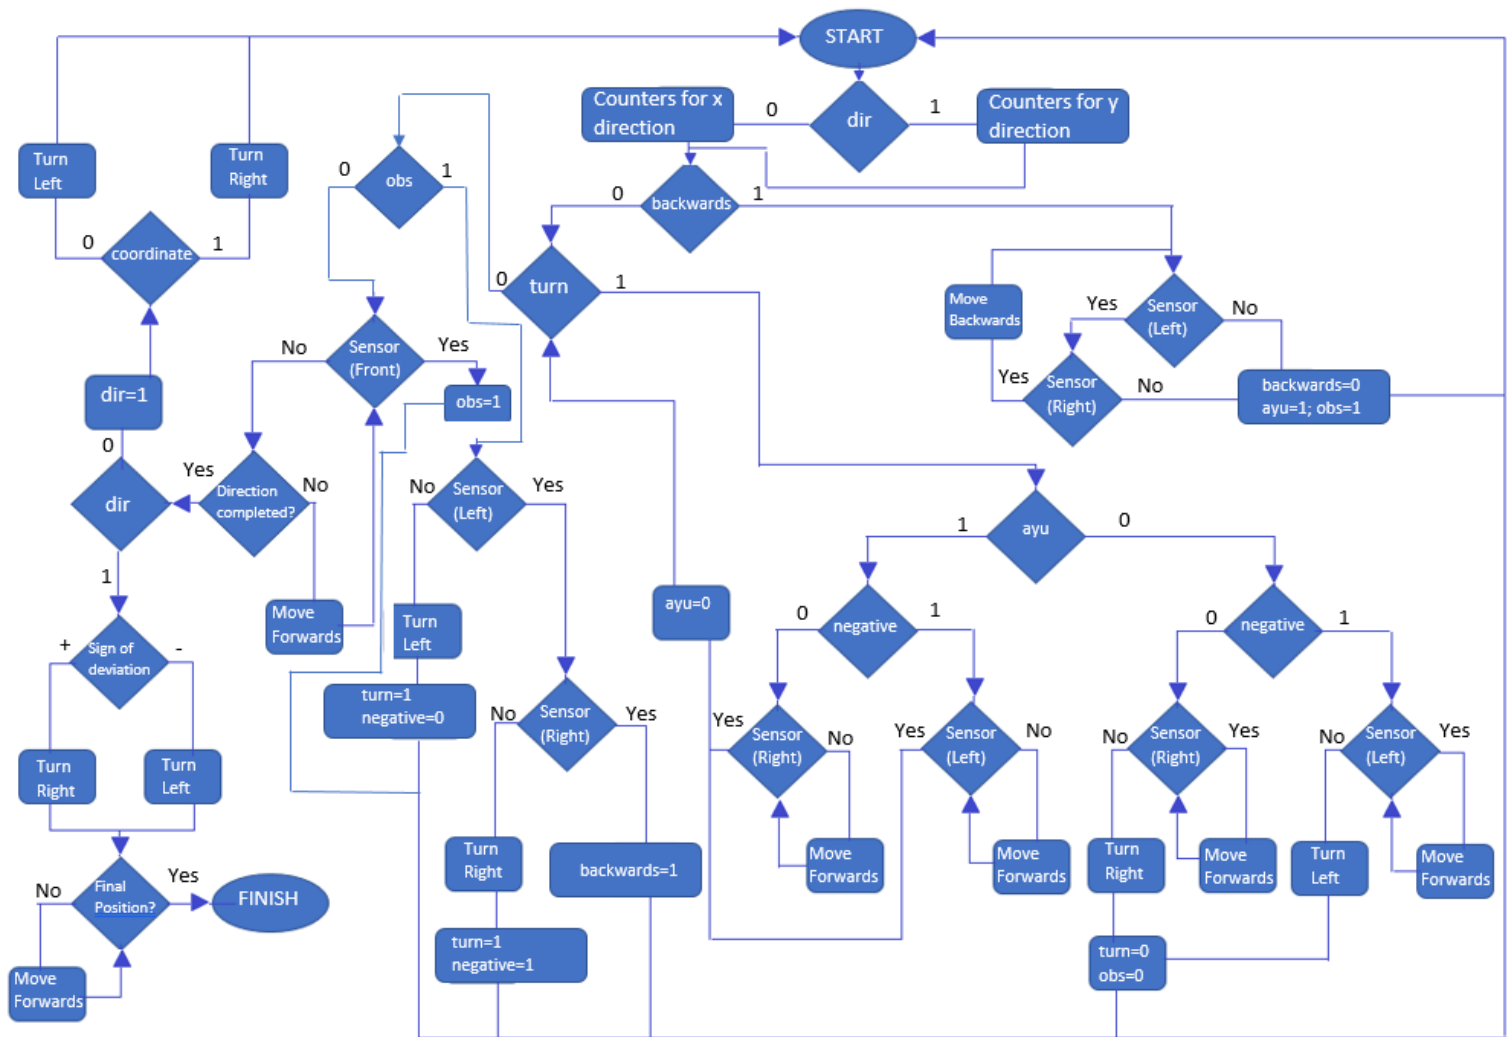 START
Counters for x
direction
0
dir
1
Counters for y
direction
Turn
Left
Turn
Right
0
obs
1
0
backwards
1
0
coordinate
1
0
turn
1
Move
Backwards
Yes
Sensor
(Left)
No
No
Sensor
(Front)
Yes
Yes
Sensor
(Right)
No
backwards=0
ayu=1; obs=1
dir=1
obs=1
0
Yes
dir
Direction
completed?
No
No
Sensor
(Left)
Yes
1
ayu
0
1
Move
Forwards
Turn
Left
ayu=0
0
negative
1
0
negative
1
+
Sign of
deviation
-
turn=1
negative=0
No
Sensor
(Right)
Yes
Yes
Sensor
(Right)
No
Yes
Sensor
(Left)
No
No
Sensor
(Right)
Yes
No
Sensor
(Left)
Yes
Turn
Right
Turn
Left
Turn
Right
backwards=1
Move
Forwards
Move
Forwards
Turn
Right
Move
Forwards
Turn
Left
Move
Forwards
No
Final
Position?
Yes
FINISH
turn=1
negative=1
turn=0
obs=0
Move
Forwards